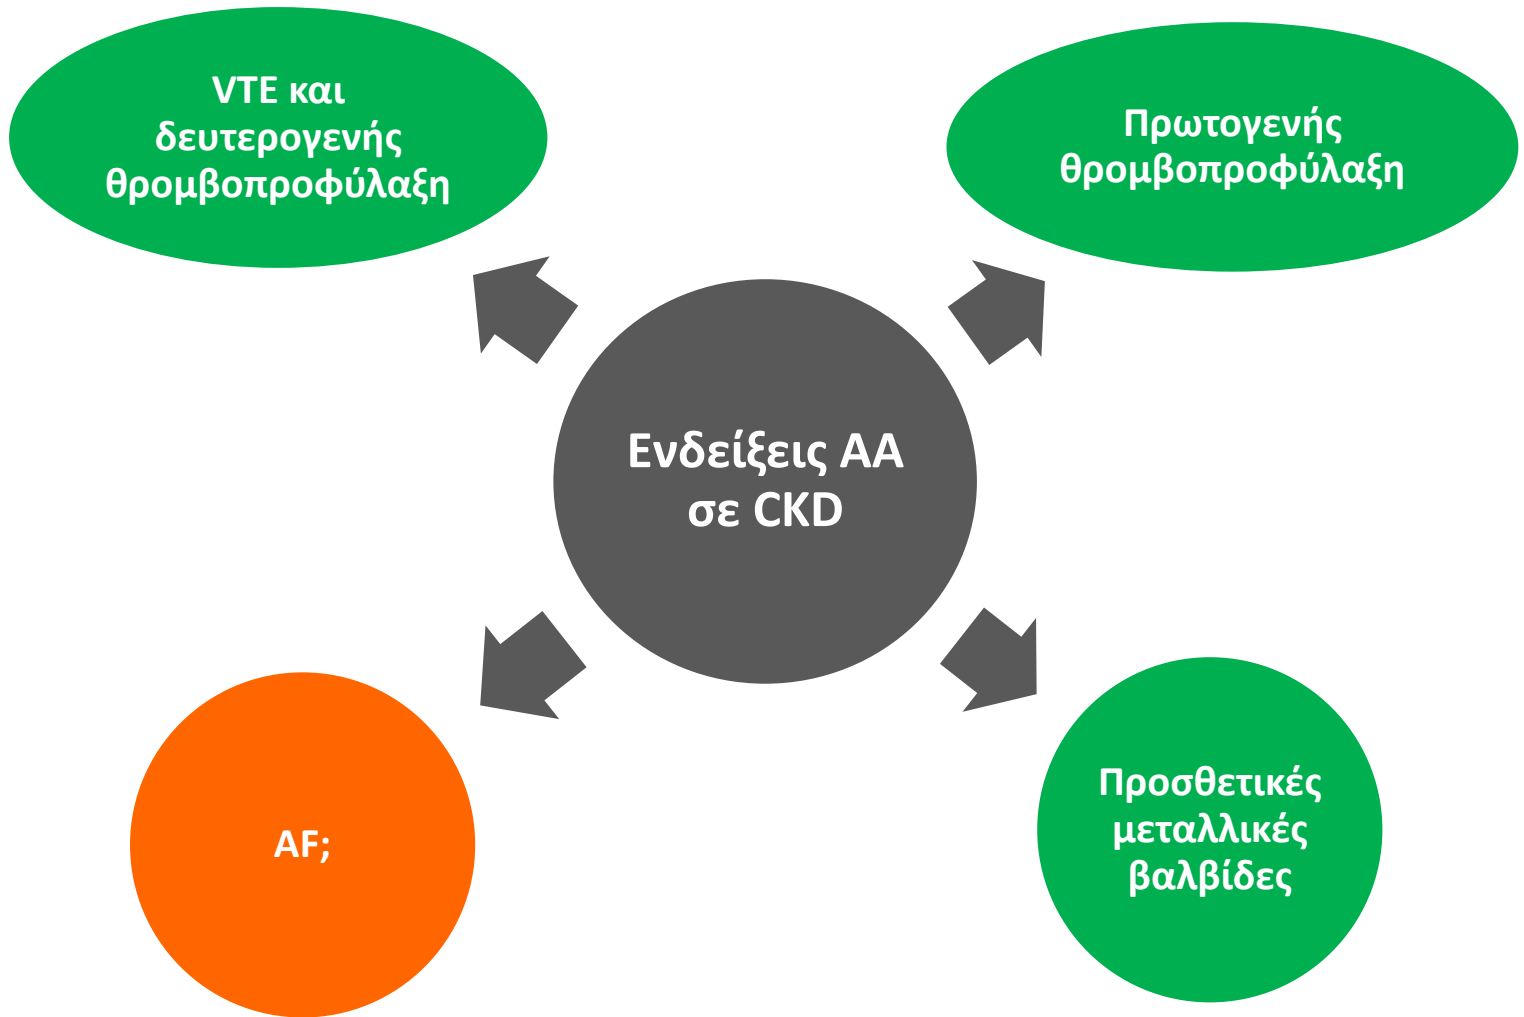 VTE και
δευτερογενής
θρομβοπροφύλαξη
Πρωτογενής
θρομβοπροφύλαξη
Ενδείξεις ΑΑ
σε CKD
AF;
Προσθετικές
μεταλλικές
βαλβίδες